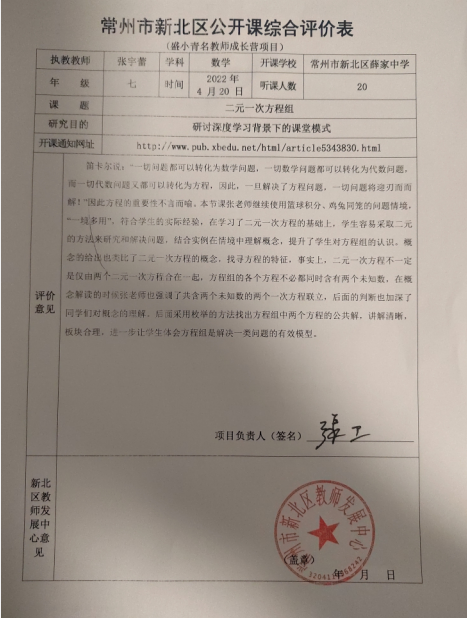 常州市新北区公开课综合评价表
(盛小青名教师成长营项目)
执教教师 张宇蕾 学科 数学 开课学校 常州市新北区薛家中学
年 级 七 时间 2022年4月20日 听课人数 20
课 题 二元一次方程组
研究目的 研讨深度学习背景下的课堂模式
开课通知网址 http://www.pub.xbedu.net/html/article5343830.html
评价意见
笛卡尔说:“一切问题都可以转化为数学问题,一切数学问题都可以转化为代数问题,
而一切代数问题又都可以转化为方程,因此,一旦解决了方程问题,一切问题将迎刃而而
解!”因此方程的重要性不言而喻。本节课张老师继续使用篮球积分、鸡兔同笼的问题情境,
“一境多用”,符合学生的实际经验,在学习了二元一次方程的基础上,学生容易采取二元
的方法来研究和解决问题,结合实例在情境中理解概念,提升了学生对方程组的认识。概念
的给出也类比了二元一次方程的概念,找寻方程的特征,事实上,二元一次方程不一定
是仅由两个二元一次方程合在一起,方程组的各个方程不必都同时含有两个未知数,在概
念解设的时候张老师也强调了共含两个未知数的两个一次方程联立,后面的判断也加深了
同学们对概念的理解。后面采用枚举的方法找出方程组中两个方程的公共解,讲解清晰,
板块合理,进一步让学生体会方程组是解决一类问题的有效模型。
项目负责人(签名)
新北区教师发展中心意见
常州市新北区教师发展中心
(盖章)
年 月 日